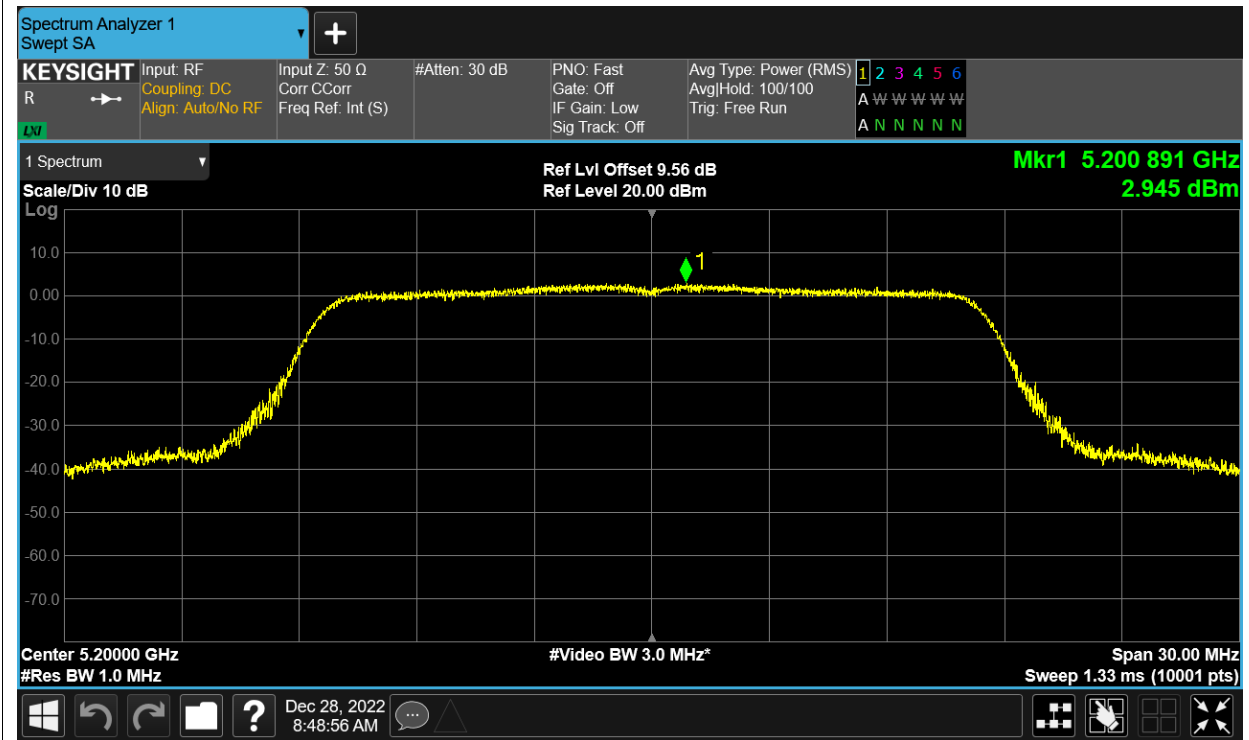 Spectrum Analyzer 1
Swept SA
KEYSIGHT
R
LXI
Input: RF
Coupling: DC
Align: Auto/No RF
Input Z: 50 Ω
Corr CCorr
Freq Ref: Int (S)
#Atten: 30 dB
PNO: Fast
Gate: Off
IF Gain: Low
Sig Track: Off
Avg Type: Power (RMS)
Avg|Hold: 100/100
Trig: Free Run
1 2 3 4 5 6
A W W W W W
A N N N N N
1 Spectrum
Scale/Div 10 dB
Log
Ref Lvl Offset 9.56 dB
Ref Level 20.00 dBm
Mkr1 5.200 891 GHz
2.945 dBm
1
10.0
0.00
-10.0
-20.0
-30.0
-40.0
-50.0
-60.0
-70.0
Center 5.20000 GHz
#Res BW 1.0 MHz
#Video BW 3.0 MHz*
Span 30.00 MHz
Sweep 1.33 ms (10001 pts)
?
Dec 28, 2022
8:48:56 AM